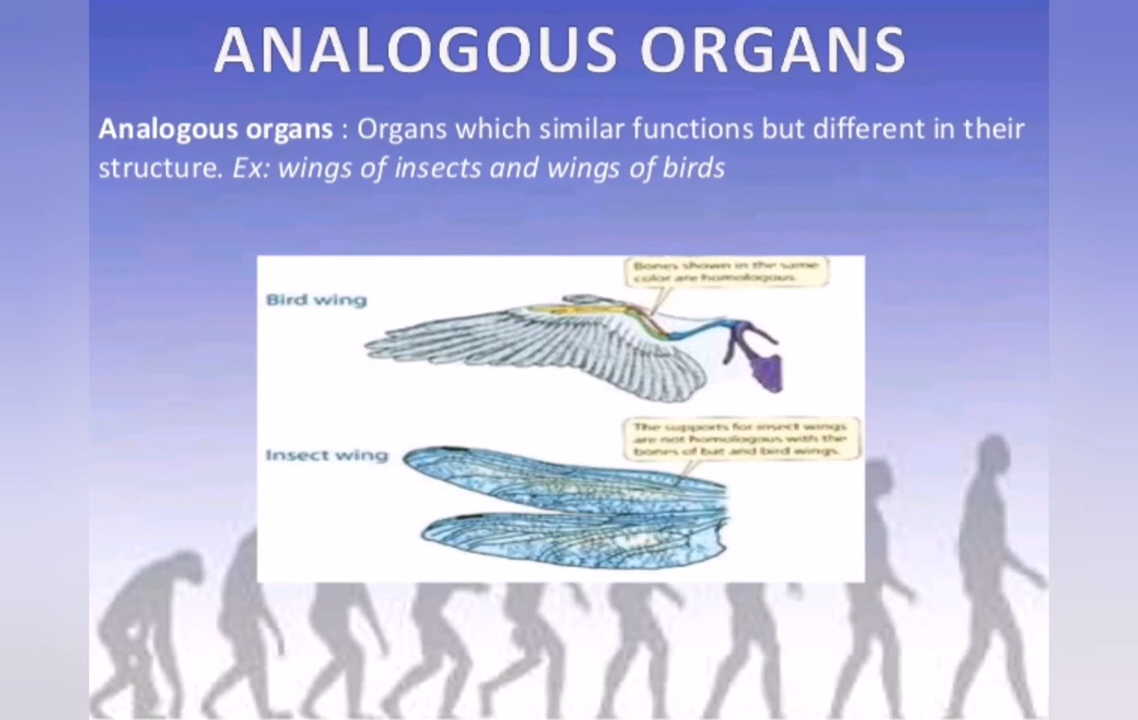 ANALOGOUS ORGANS
Analogous organs : Organs which similar functions but different in their
structure. Ex: wings of insects and wings of birds
Bones shown in the same
color are homologous.
Bird wing
The supports for insect wings
are not homologous with the
bones of bat and bird wings.
Insect wing